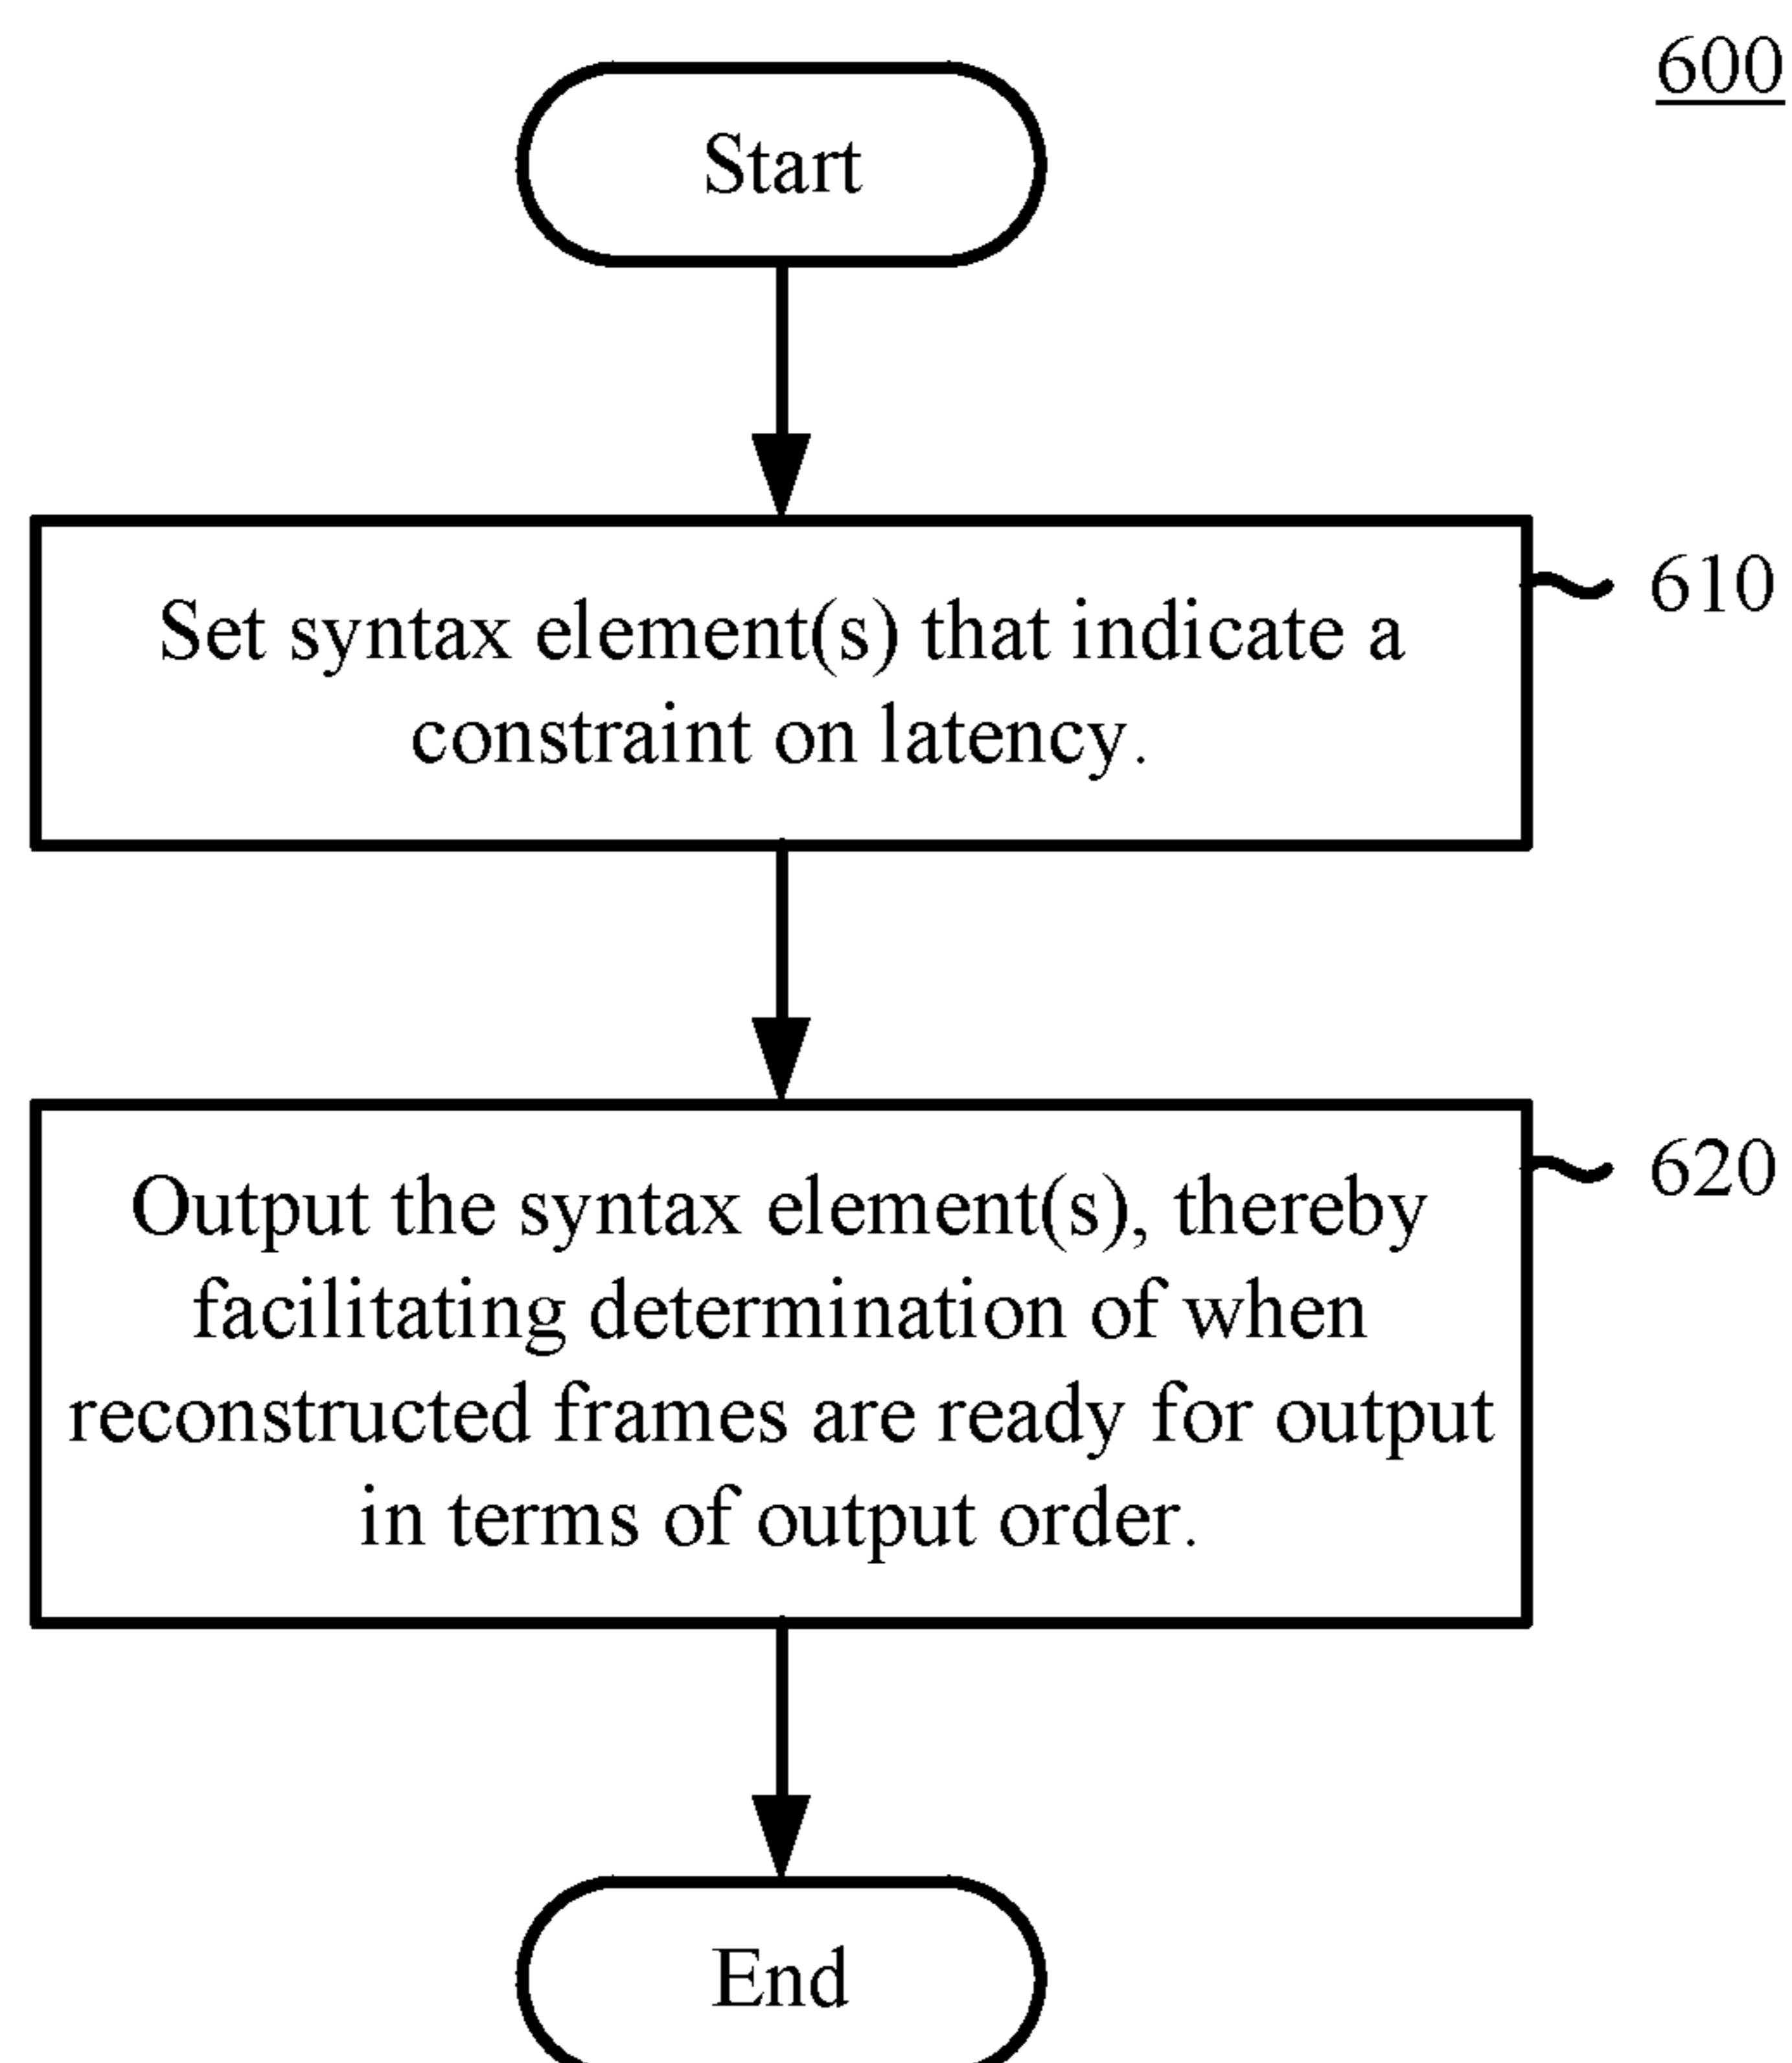 600
Start
610
Set syntax element(s) that indicate a
constraint on latency.
620
Output the syntax element(s), thereby
facilitating determination of when
reconstructed frames are ready for output
in terms of output order.
End